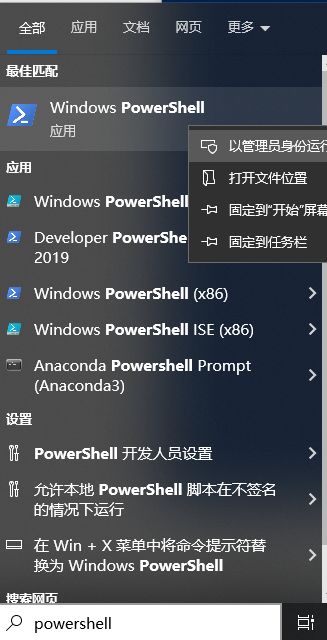 全部 应用 文档 网页 更多
最佳匹配
Windows PowerShell
应用
以管理员身份运行
打开文件位置
固定到"开始"屏幕
固定到任务栏
应用
Windows PowerShell
Developer PowerShe
2019
Windows PowerShell (x86)
Windows PowerShell ISE (x86)
Anaconda Powershell Prompt
(Anaconda3)
设置
PowerShell 开发人员设置
允许本地 PowerShell 脚本在不签名
的情况下运行
在 Win + X 菜单中将命令提示符替
换为 Windows PowerShell
搜索网页
powershell